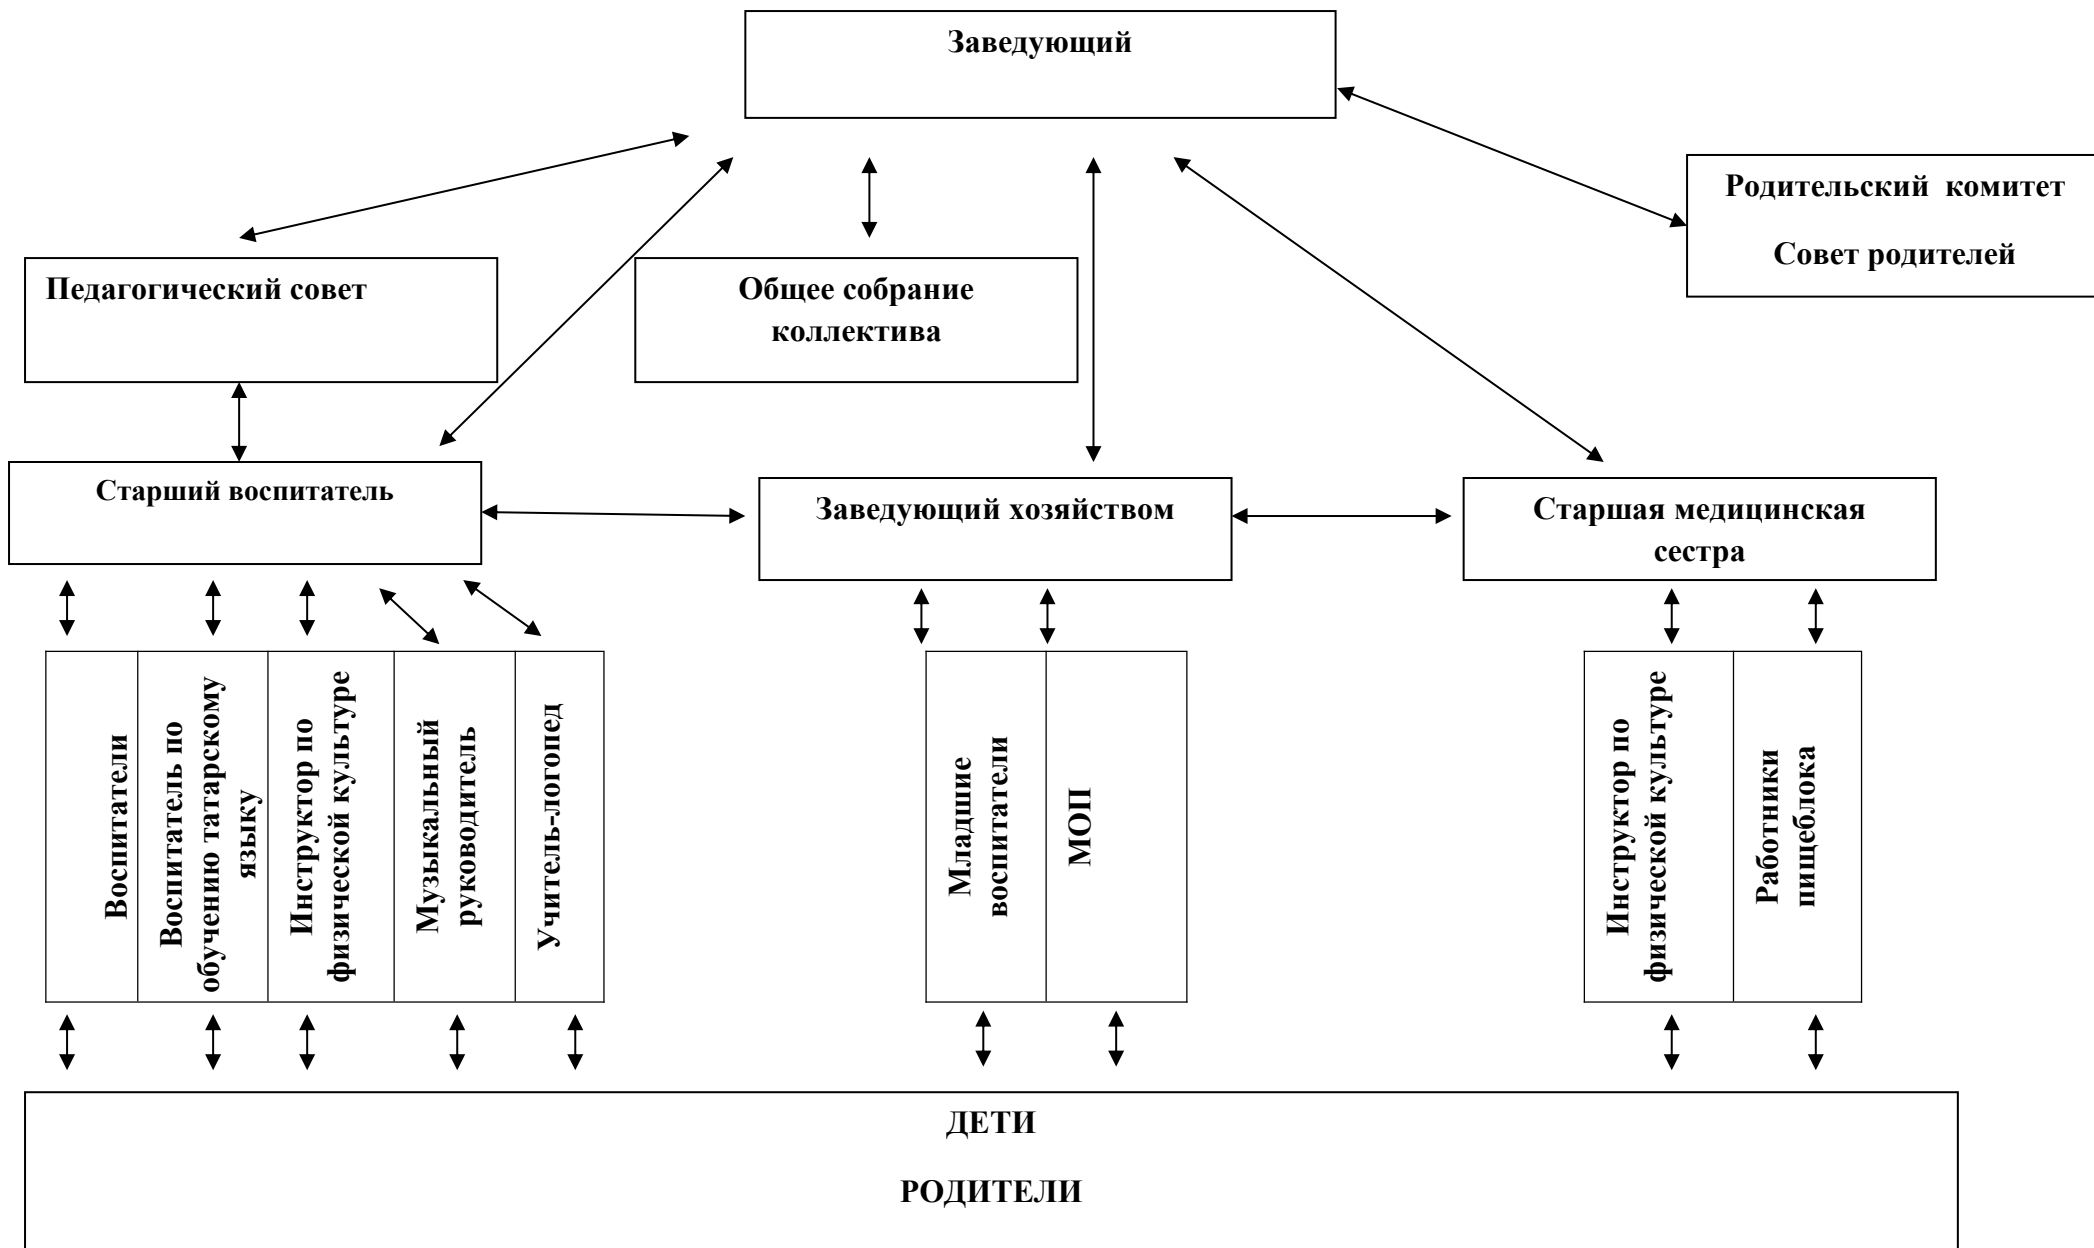 Заведующий
Родительский комитет
Совет родителей
Педагогический совет
Общее собрание
коллектива
Старший воспитатель
Заведующий хозяйством
Старшая медицинская
сестра
Воспитатели
Воспитатель по
обучению татарскому
языку
Инструктор по
физической культуре
Музыкальный
руководитель
Учитель-логопед
Младшие
воспитатели
МОП
Инструктор по
физической культуре
Работники
пищеблока
ДЕТИ
РОДИТЕЛИ